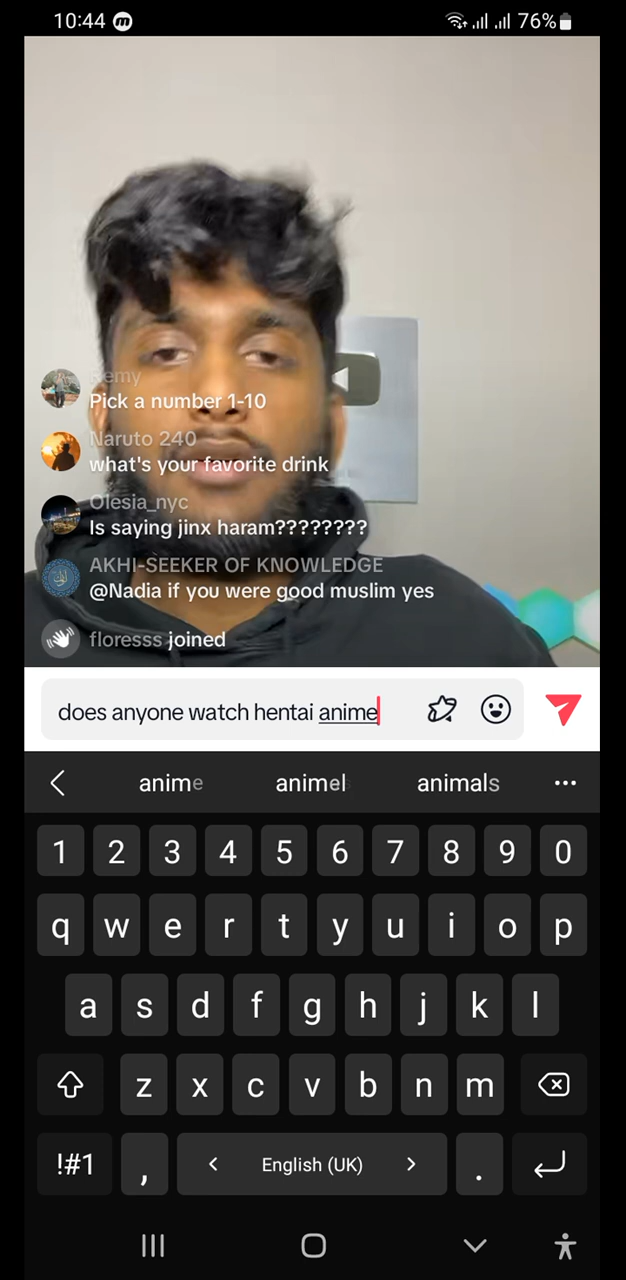 10:44 76%
Remy
Pick a number 1-10
Naruto 240
what's your favorite drink
Olesia_nyc
Is saying jinx haram????????
AKHI-SEEKER OF KNOWLEDGE
@Nadia if you were good muslim yes
floresss joined
does anyone watch hentai anime
anime animel animals
1 2 3 4 5 6 7 8 9 0
q w e r t y u i o p
a s d f g h j k l
z x c v b n m
!#1 , < English (UK) > .